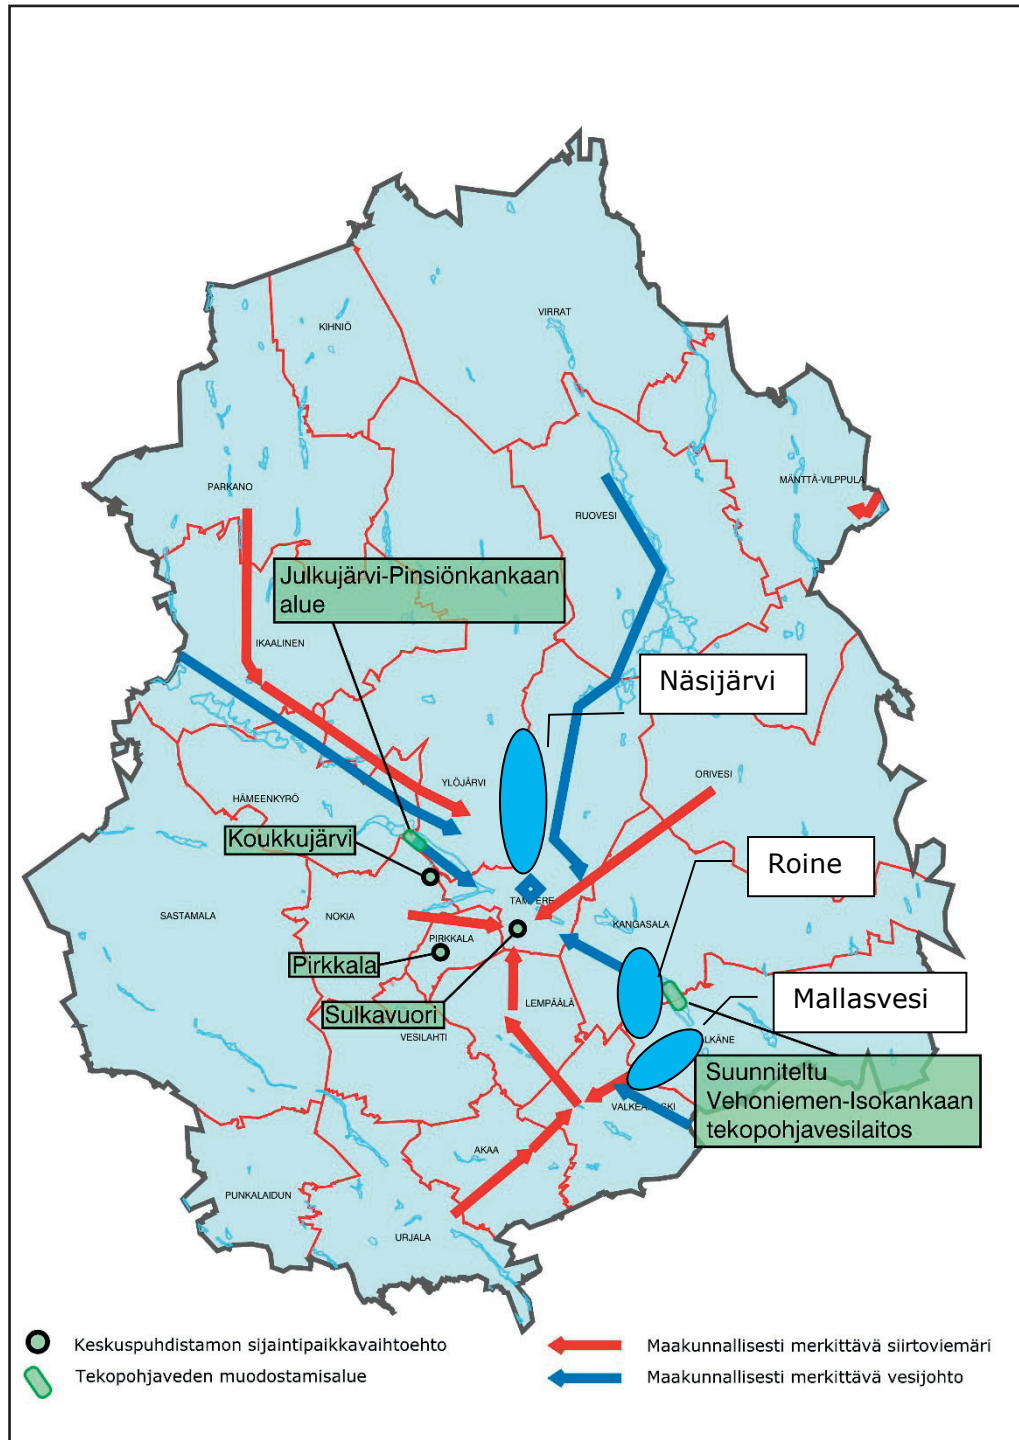 KIHNIÖ
VIRRAT
PARKANO
MÄNTTÄ-VILPPULA
RUOVESI
Julkujärvi-Pinsiönkankaan
alue
IKAALINEN
Näsijärvi
YLÖJÄRVI
ORIVESI
HÄMEENKYRÖ
Koukkujärvi
Roine
SASTAMALA
NOKIA
KANGASALA
PIRKKALA
Pirkkala
Sulkavuori
LEMPÄÄLÄ
Mallasvesi
VESILAHTI
Suunniteltu
Vehoniemen-Isokankaan
tekopohjavesilaitos
AKAA
PUNKALAIDUN
URJALA
Keskuspuhdistamon sijaintipaikkavaihtoehto
Tekopohjaveden muodostamisalue
Maakunnallisesti merkittävä siirtoviemäri
Maakunnallisesti merkittävä vesijohto